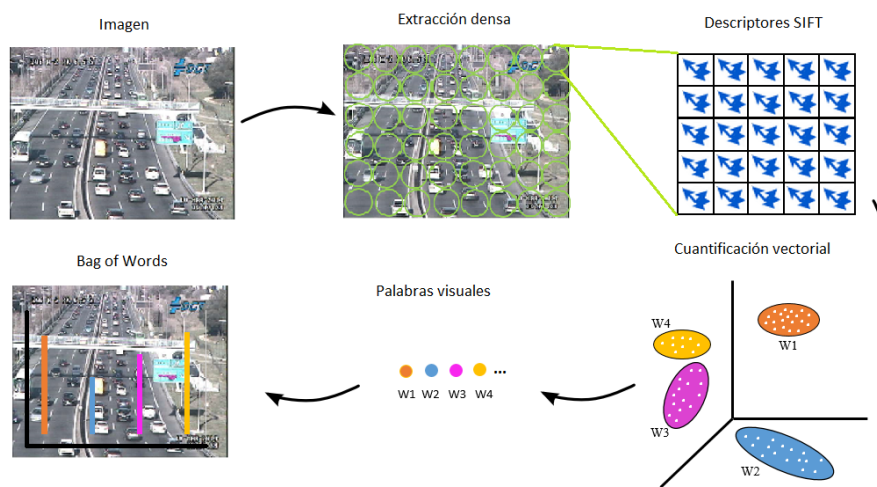 Imagen
Extracción densa
Descriptores SIFT
Cuantificación vectorial
W1
W4
W3
W2
Palabras visuales
W1 W2 W3 W4 ...
Bag of Words